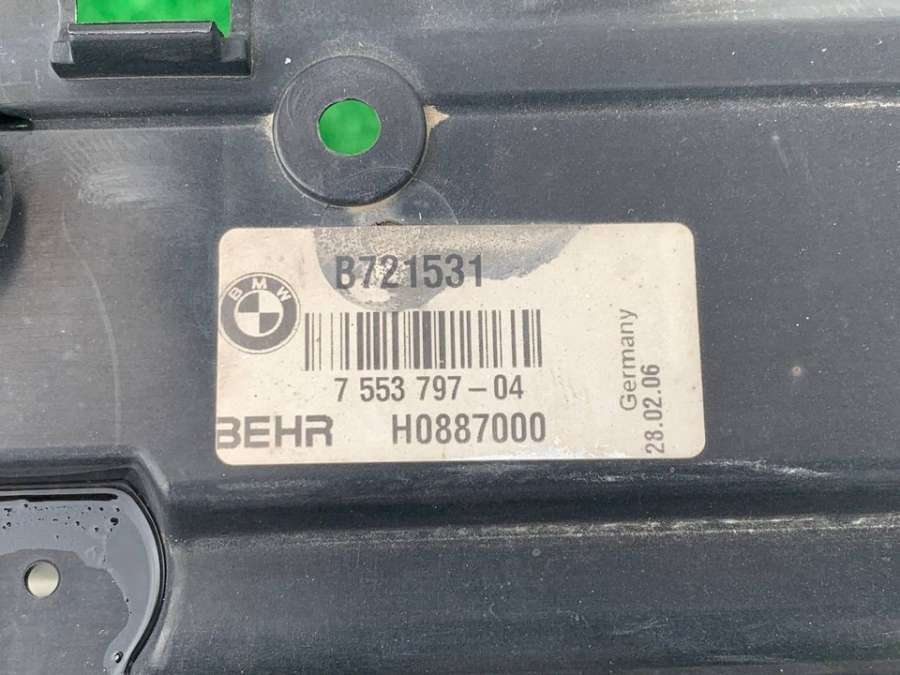 B721531
BMW
7 553 797-04
BEHR H0887000
Germany
28.02.06